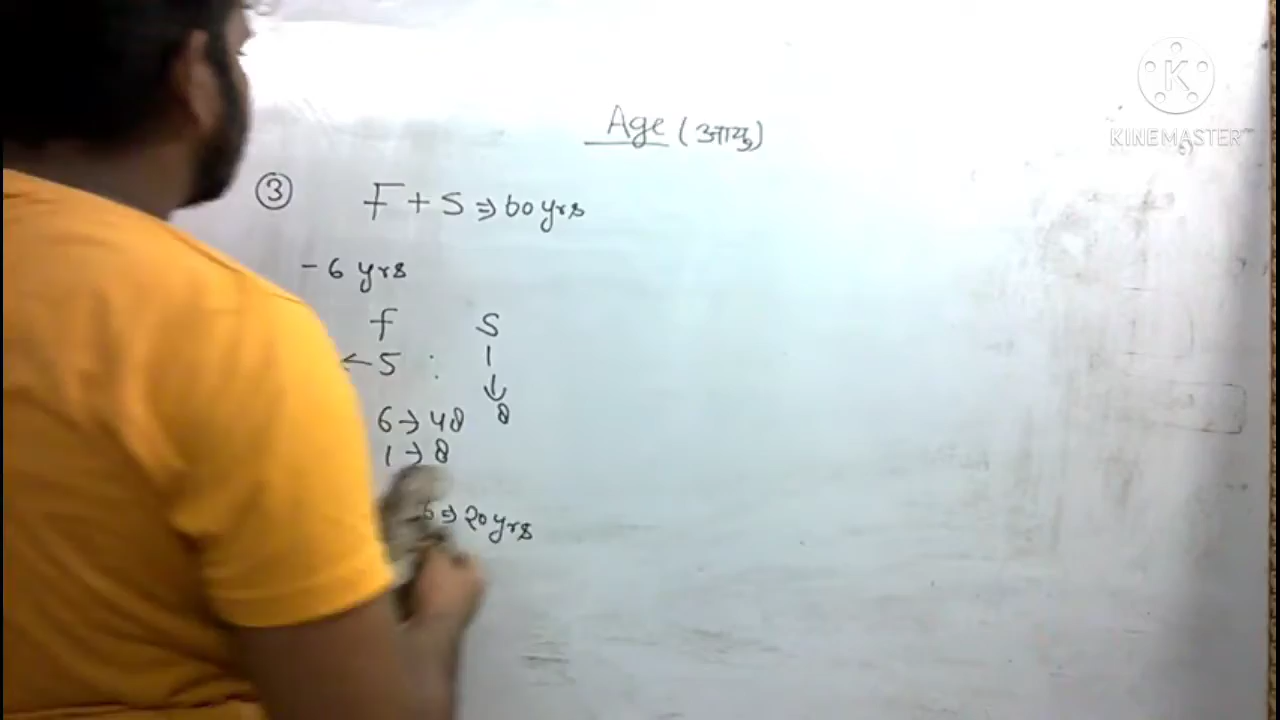 Age (आयु)
③ F + S ⇒ 60 yrs
- 6 yrs
f S
← 5 : 1
↓
6 → 48 8
1 → 8
6 ⇒ 20 yrs
KINEMASTER